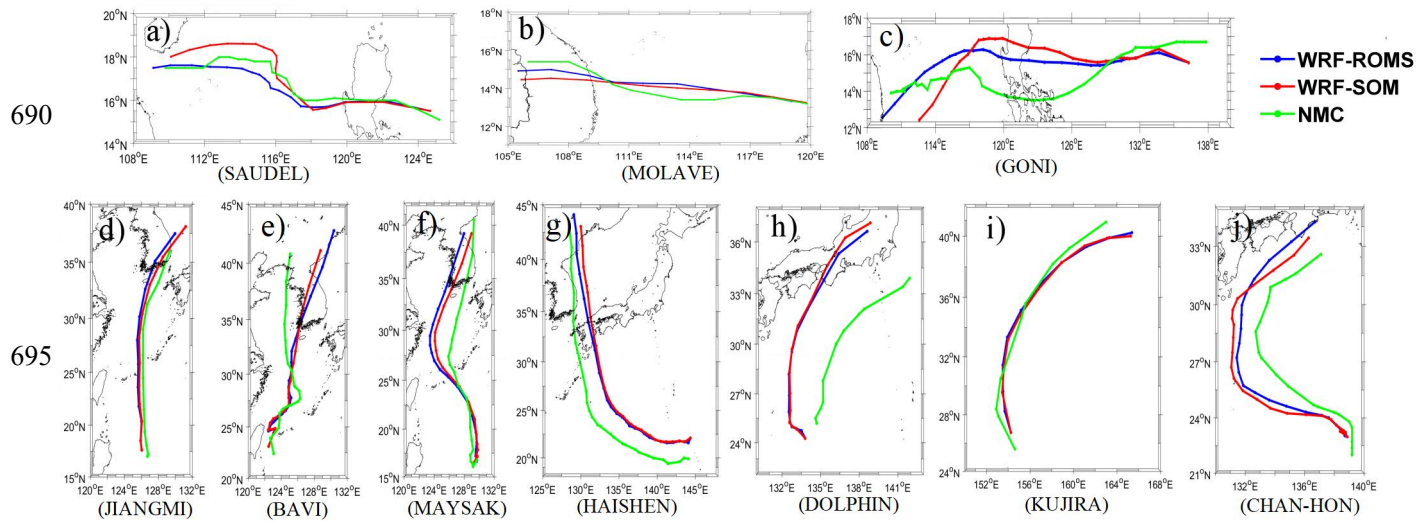 a)
18°N
16°N
14°N
108°E 112°E 116°E 120°E 124°E
(SAUDEL)
b)
18°N
16°N
14°N
12°N
105°E 108°E 111°E 114°E 117°E 120°E
(MOLAVE)
c)
18°N
16°N
14°N
12°N
108°E 114°E 120°E 126°E 132°E 138°E
(GONI)
WRF-ROMS
WRF-SOM
NMC
690
d)
40°N
35°N
30°N
25°N
20°N
15°N
120°E 124°E 128°E 132°E
(JIANGMI)
e)
45°N
40°N
35°N
30°N
25°N
20°N
120°E 124°E 128°E 132°E
(BAVI)
f)
40°N
35°N
30°N
25°N
20°N
15°N
120°E 124°E 128°E 132°E
(MAYSAK)
g)
40°N
35°N
30°N
25°N
20°N
125°E 130°E 135°E 140°E 145°E
(HAISHEN)
h)
36°N
33°N
30°N
27°N
24°N
132°E 135°E 138°E 141°E
(DOLPHIN)
i)
40°N
36°N
32°N
28°N
24°N
152°E 156°E 160°E 164°E 168°E
(KUJIRA)
j)
33°N
30°N
27°N
24°N
21°N
132°E 136°E 140°E
(CHAN-HON)
695